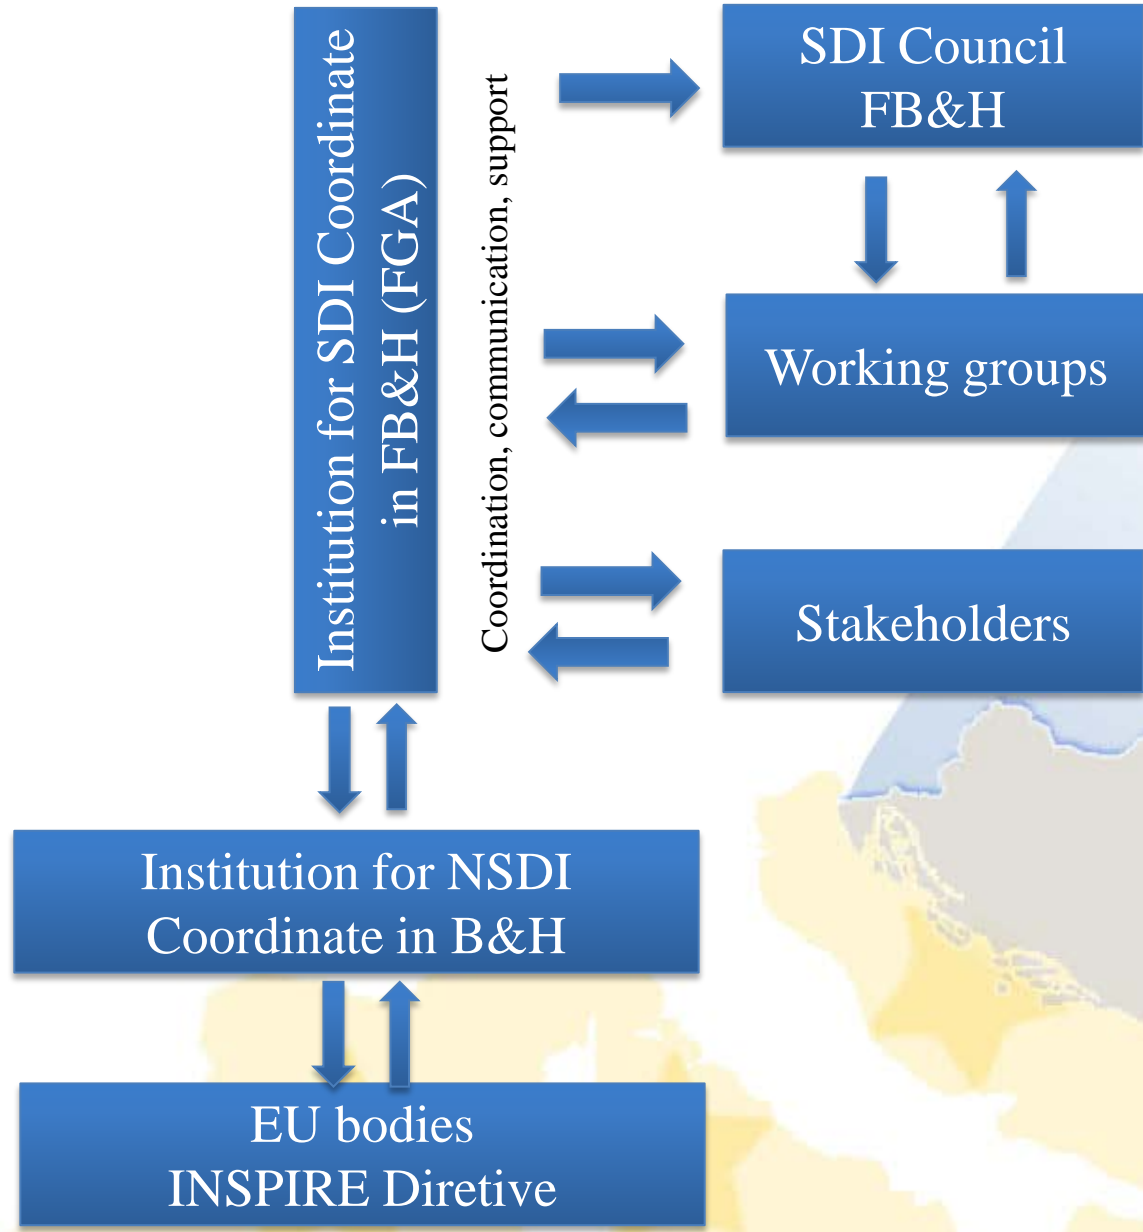 Institution for SDI Coordinate
in FB&H (FGA)
Coordination, communication, support
SDI Council
FB&H
Working groups
Stakeholders
Institution for NSDI
Coordinate in B&H
EU bodies
INSPIRE Diretive